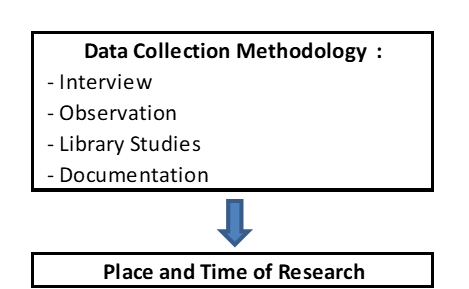 Data Collection Methodology :
- Interview
- Observation
- Library Studies
- Documentation
Place and Time of Research